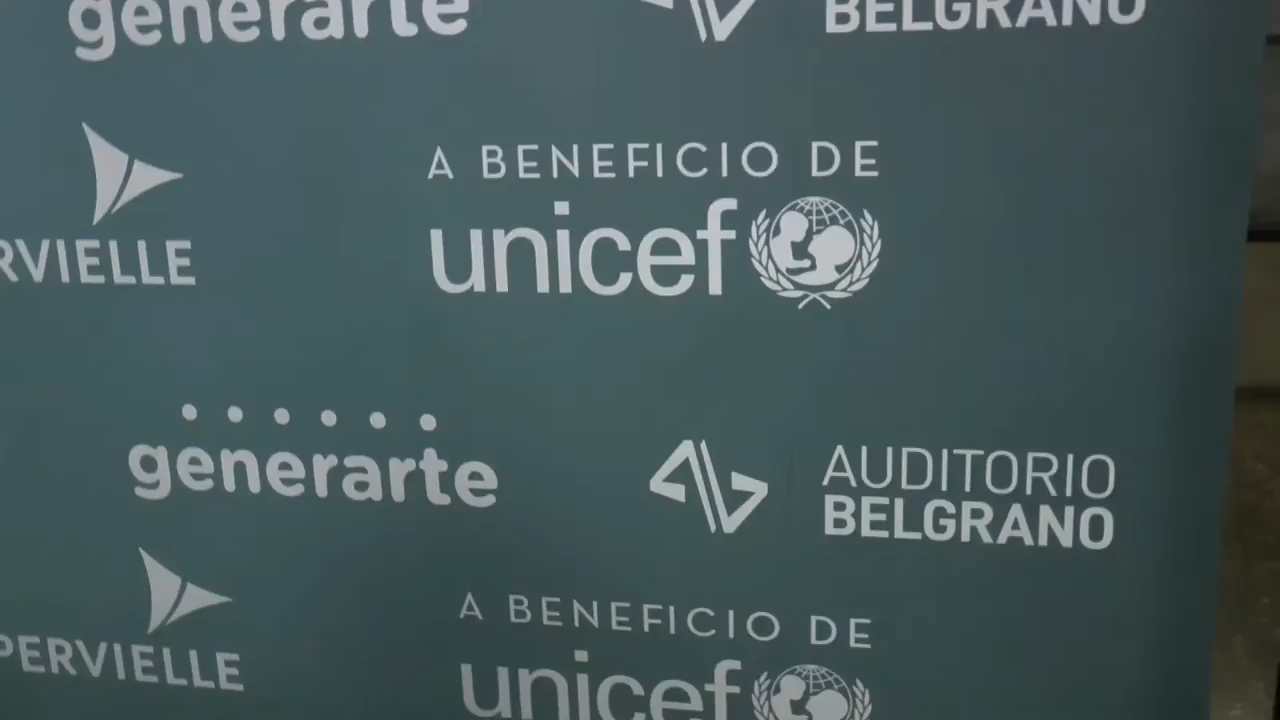 generarte
BELGRANO
A BENEFICIO DE
unicef
RVIELLE
generarte
AUDITORIO
BELGRANO
PERVIELLE
A BENEFICIO DE
unicef